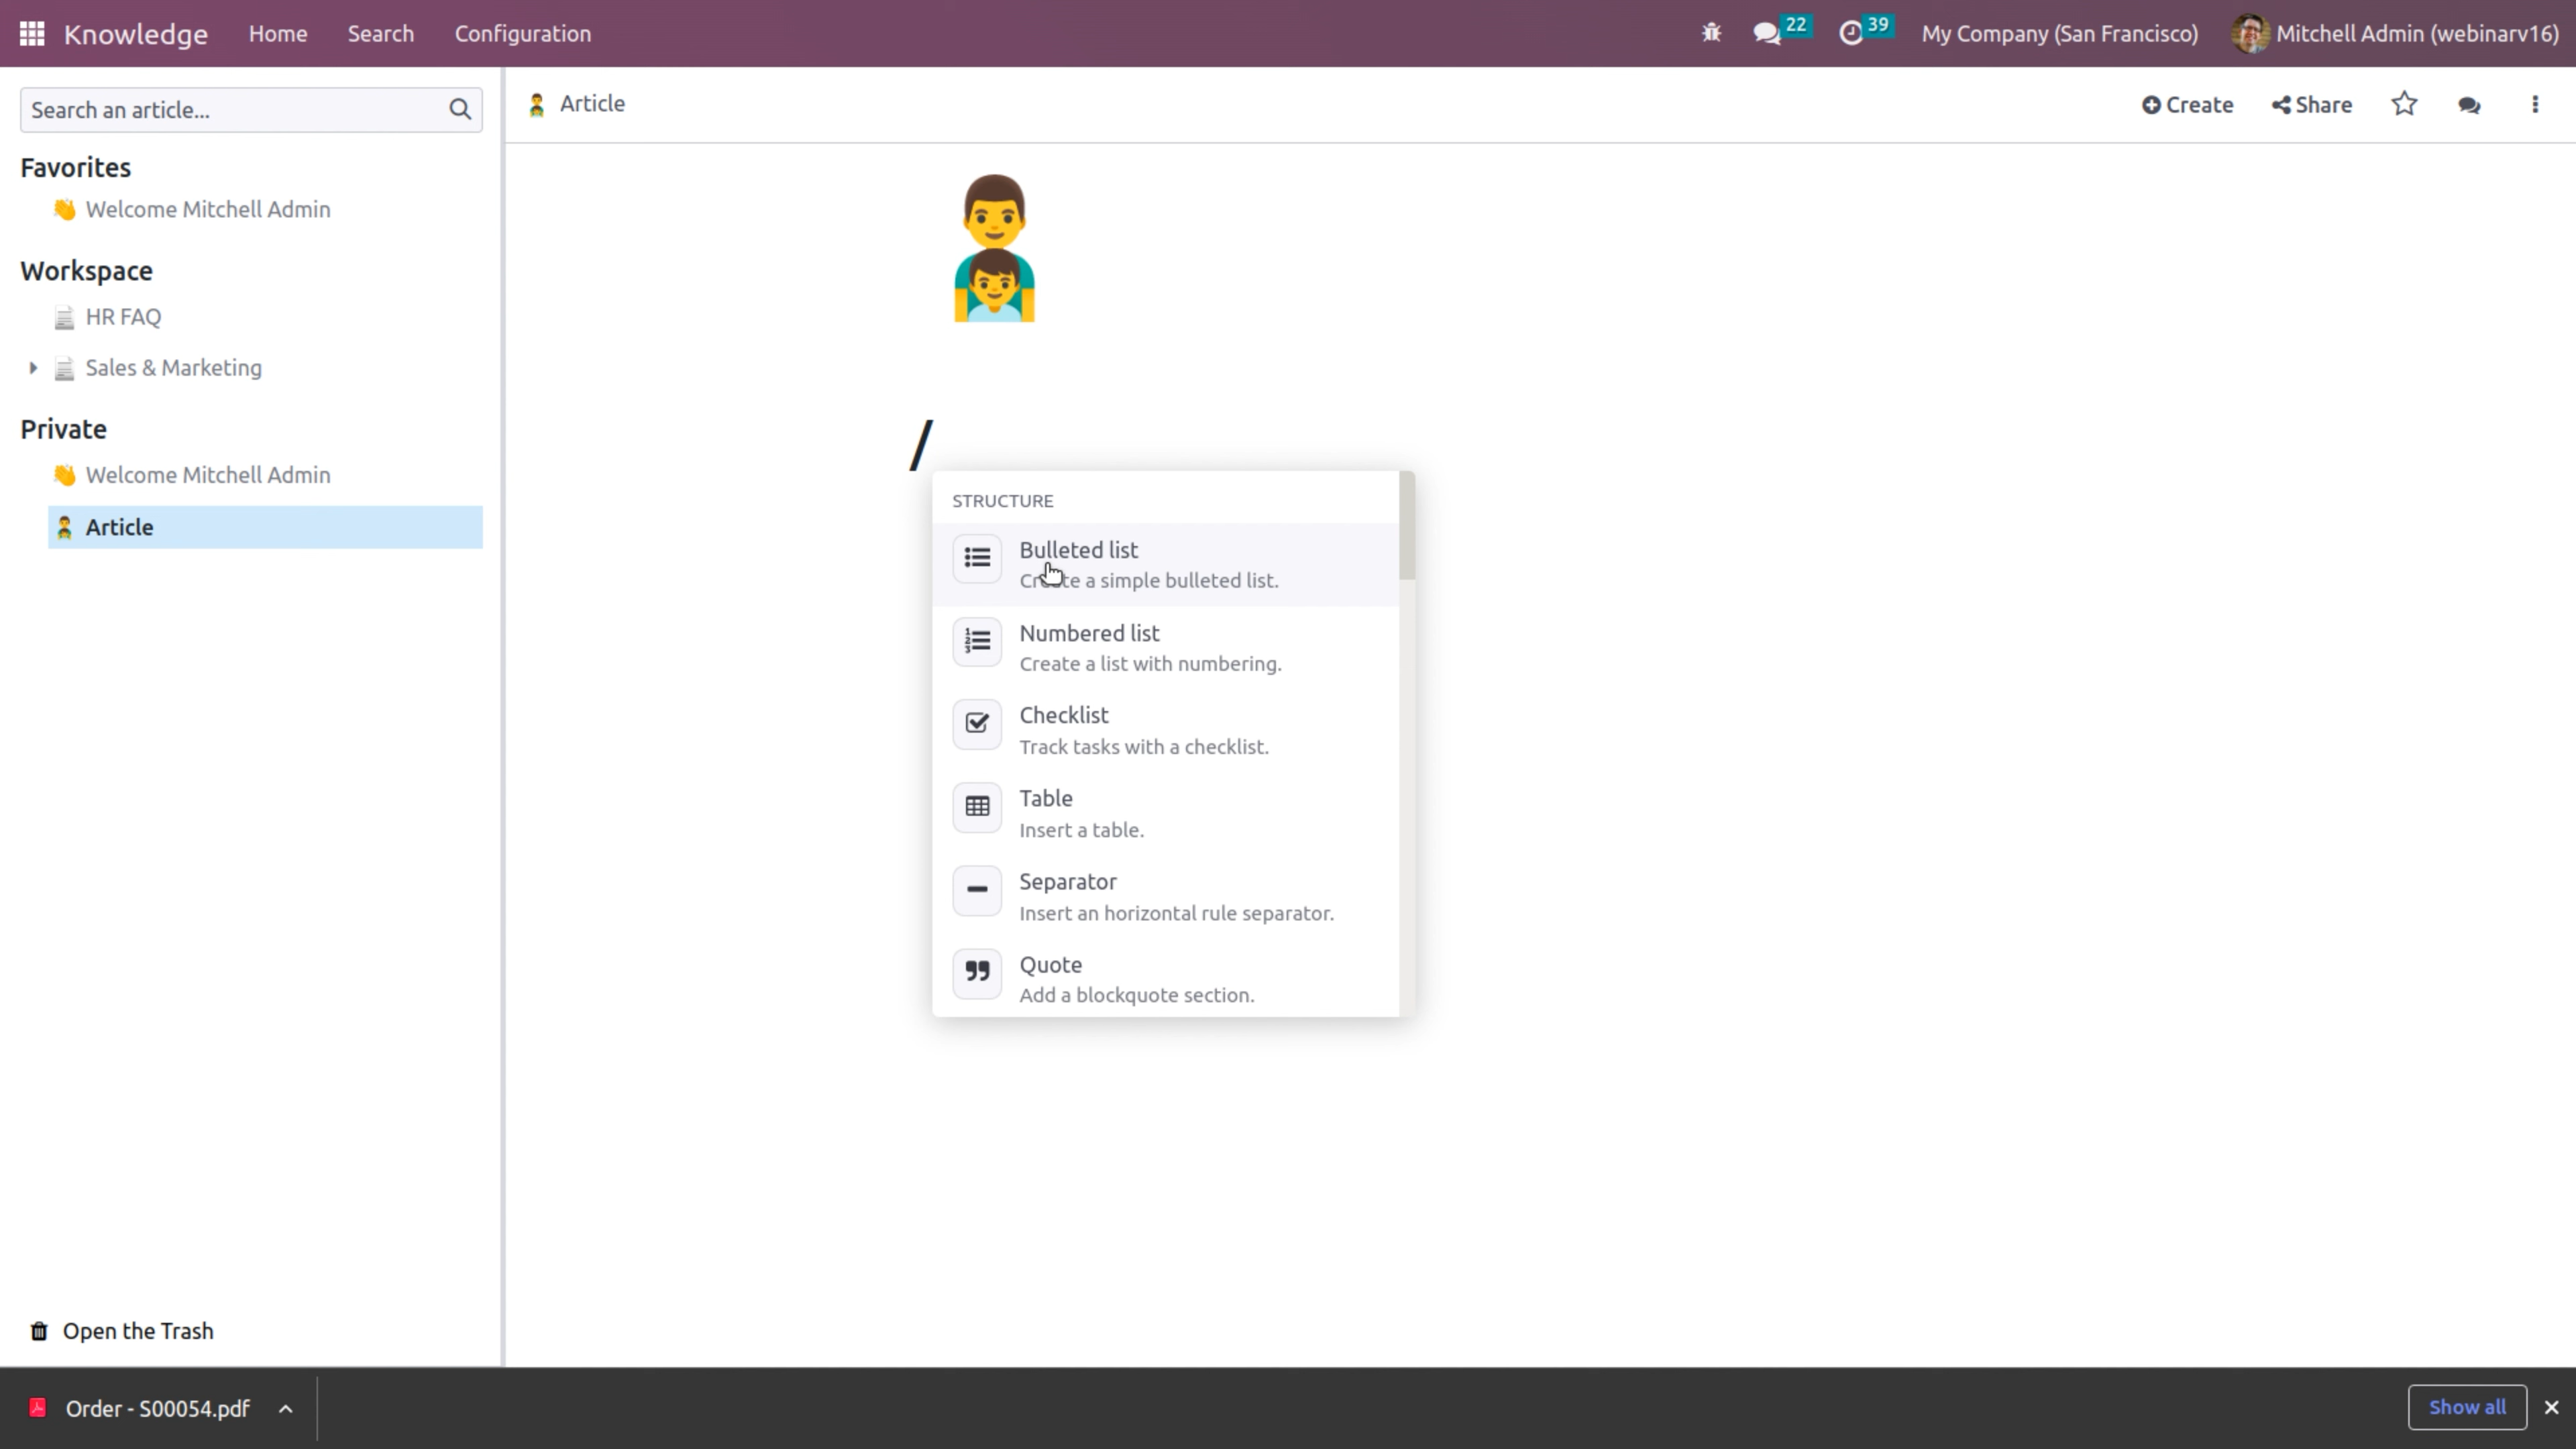 Knowledge Home Search Configuration 22 39 My Company (San Francisco) Mitchell Admin (webinarv16)
Search an article...
Favorites
Welcome Mitchell Admin
Workspace
HR FAQ
Sales & Marketing
Private
Welcome Mitchell Admin
Article
Open the Trash
Article
Create Share
/
STRUCTURE
Bulleted list
Create a simple bulleted list.
Numbered list
Create a list with numbering.
Checklist
Track tasks with a checklist.
Table
Insert a table.
Separator
Insert an horizontal rule separator.
Quote
Add a blockquote section.
Order - S00054.pdf
Show all